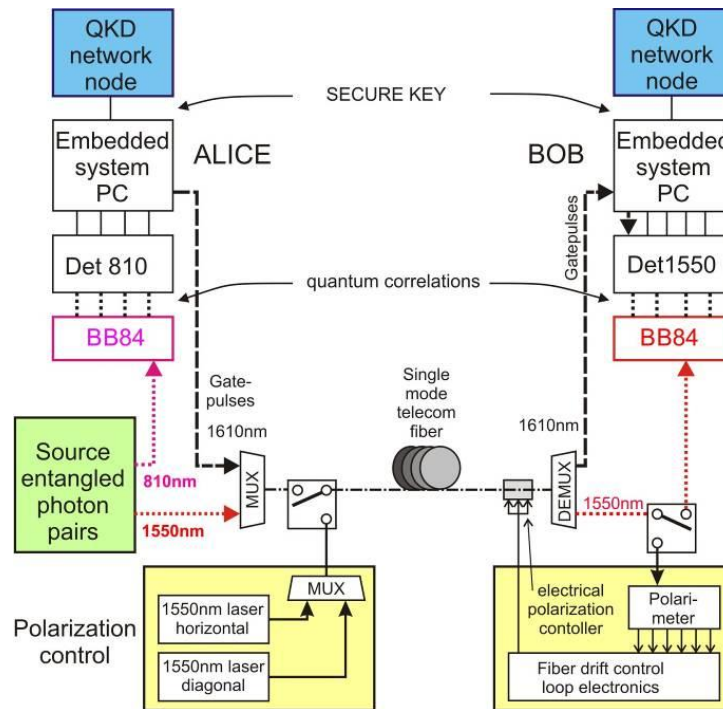 QKD
network
node
QKD
network
node
SECURE KEY
Embedded
system
PC
ALICE
BOB
Embedded
system
PC
Gatepulses
Det 810
Det1550
quantum correlations
BB84
BB84
Gate-
pulses
1610nm
Single
mode
telecom
fiber
1610nm
Source
entangled
photon
pairs
810nm
1550nm
MUX
DEMUX
1550nm
MUX
electrical
polarization
contoller
Polari-
meter
Polarization
control
1550nm laser
horizontal
1550nm laser
diagonal
Fiber drift control
loop electronics